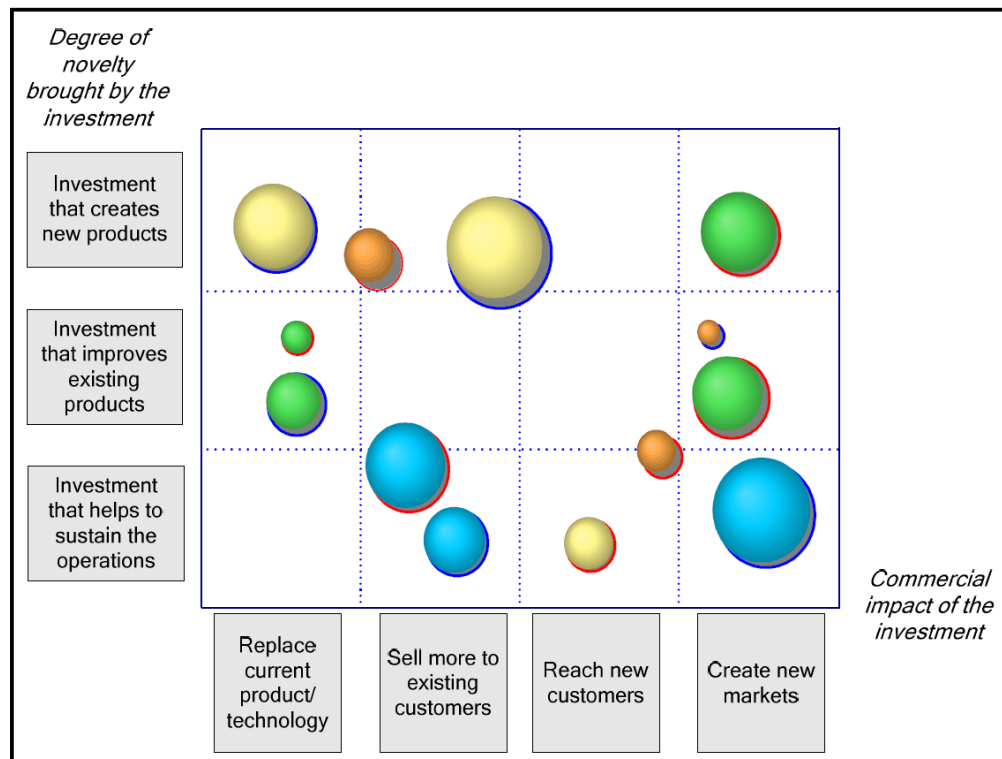 Degree of
novelty
brought by the
investment
Investment
that creates
new products
Investment
that improves
existing
products
Investment
that helps to
sustain the
operations
Commercial
impact of the
investment
Replace
current
product/
technology
Sell more to
existing
customers
Reach new
customers
Create new
markets